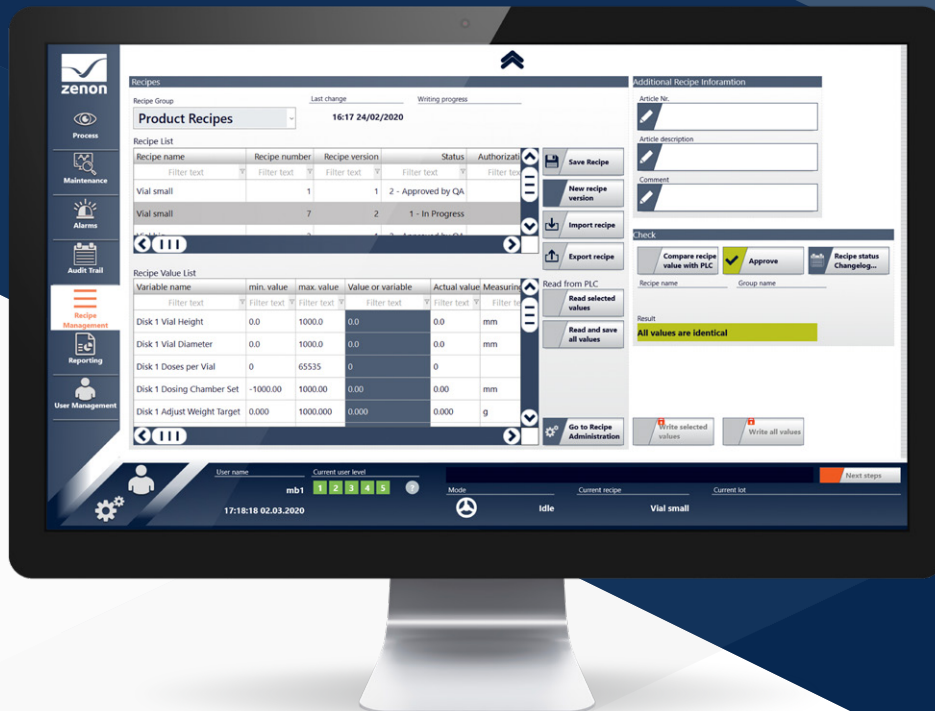 zenon
Process
Maintenance
Alarms
Audit Trail
Recipe
Management
Reporting
User Management
Recipes
Recipe Group
Last change
Writing progress
Product Recipes
16:17 24/02/2020
Recipe List
Recipe name Recipe number Recipe version Status Authorizati
Filter text Filter text Filter text Filter text Filter tex
Vial small 1 1 2 - Approved by QA
Vial small 7 2 1 - In Progress
Save Recipe
New recipe
version
Import recipe
Export recipe
Recipe Value List
Variable name min. value max. value Value or variable Actual value Measurin
Filter text Filter text Filter text Filter text Filter text Filter te
Disk 1 Vial Height 0.0 1000.0 0.0 0.0 mm
Disk 1 Vial Diameter 0.0 1000.0 0.0 0.0 mm
Disk 1 Doses per Vial 0 65535 0 0
Disk 1 Dosing Chamber Set -1000.00 1000.00 0.00 0.00 mm
Disk 1 Adjust Weight Target 0.000 1000.000 0.000 0.000 g
Read from PLC
Read selected
values
Read and save
all values
Go to Recipe
Administration
Additional Recipe Inforamtion
Article Nr.
Article description
Comment
Check
Compare recipe
value with PLC
Approve
Recipe status
Changelog...
Recipe name Group name
Result
All values are identical
Write selected
values
Write all values
User name
mb1
Current user level
1 2 3 4 5 ?
17:18:18 02.03.2020
Mode
Idle
Current recipe
Vial small
Current lot
Next steps